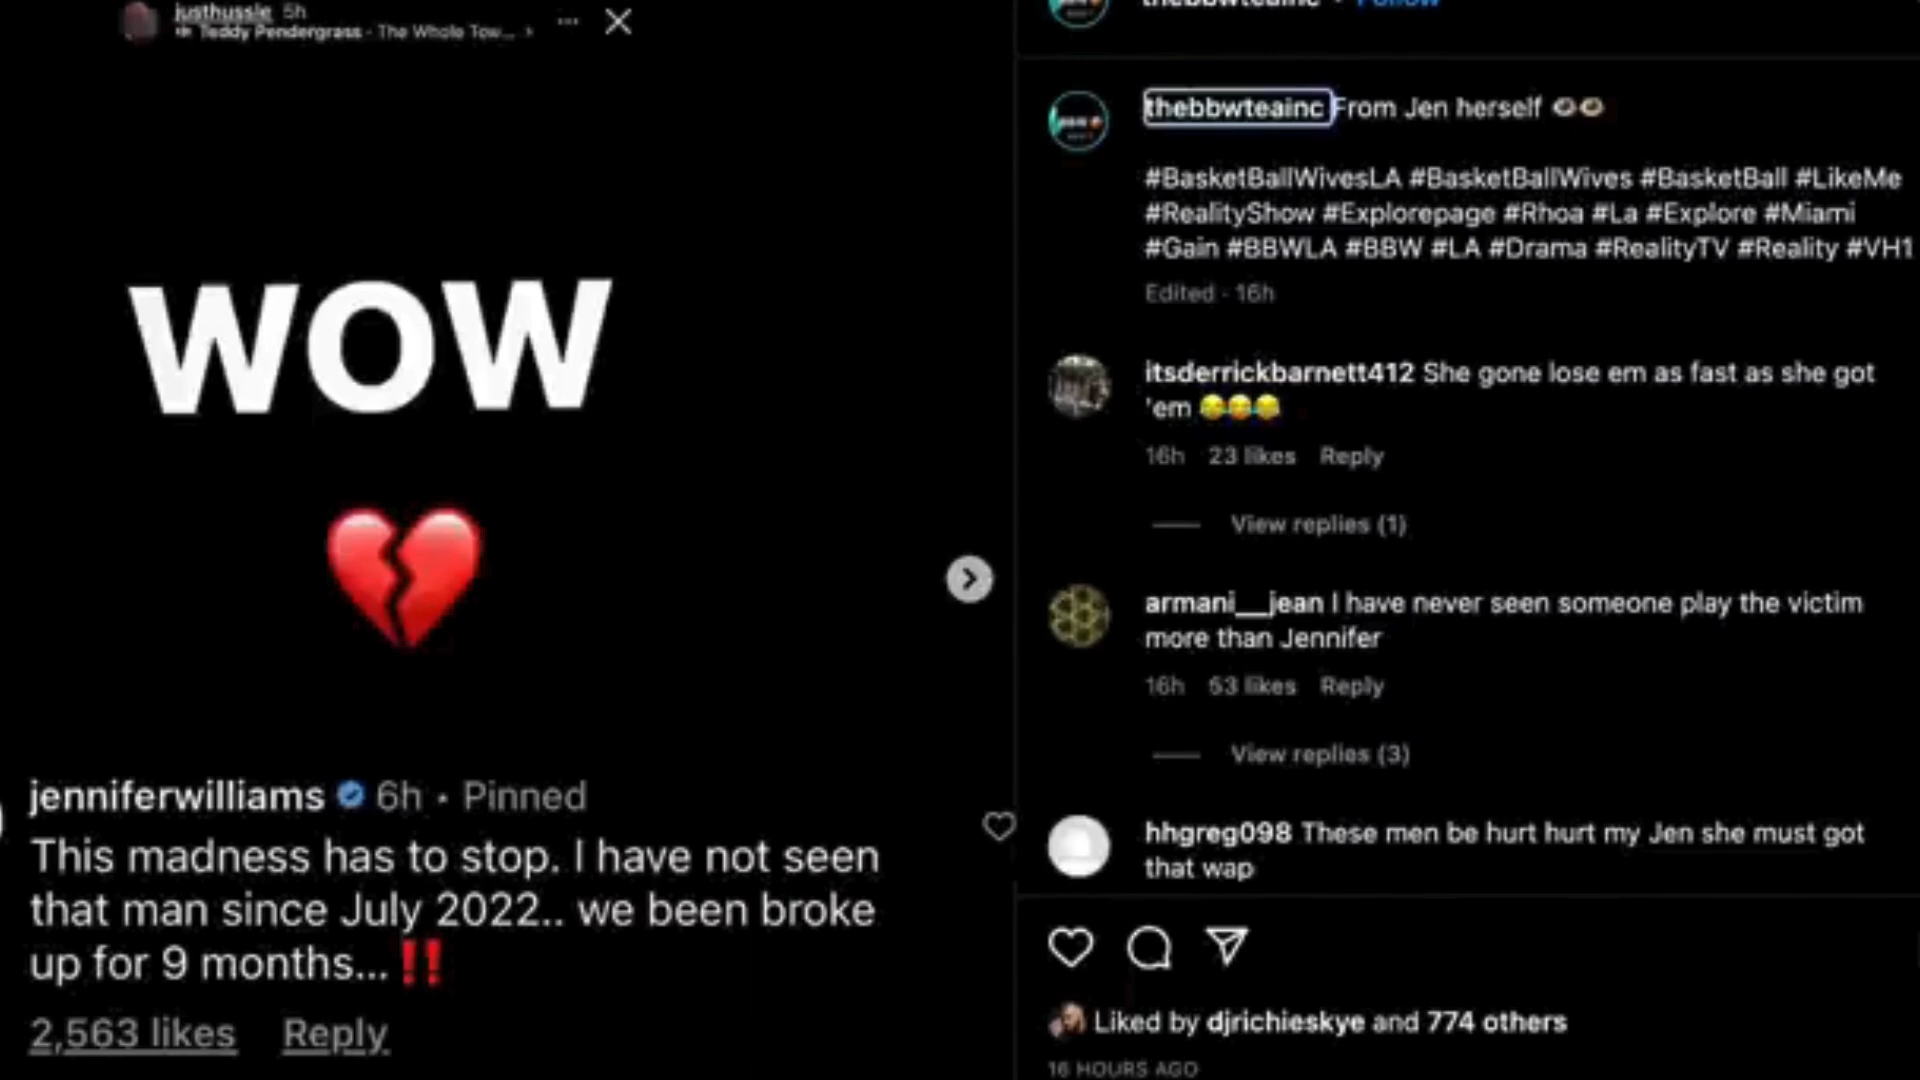 justhussle 5h
Teddy Pendergrass - The Whole Tow...
WOW
jenniferwilliams 6h • Pinned
This madness has to stop. I have not seen
that man since July 2022.. we been broke
up for 9 months...‼️
2,563 likes Reply
thebbwteainc • Follow
thebbwteainc From Jen herself
#BasketBallWivesLA #BasketBallWives #BasketBall #LikeMe
#RealityShow #Explorepage #Rhoa #La #Explore #Miami
#Gain #BBWLA #BBW #LA #Drama #RealityTV #Reality #VH1
Edited · 16h
itsderrickbarnett412 She gone lose em as fast as she got
'em 😂😂😂
16h 23 likes Reply
View replies (1)
armani__jean I have never seen someone play the victim
more than Jennifer
16h 53 likes Reply
View replies (3)
hhgreg098 These men be hurt hurt my Jen she must got
that wap
Liked by djrichieskye and 774 others
16 HOURS AGO